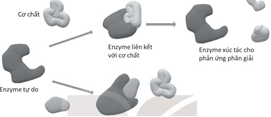 Cơ chất
Enzyme liên kết
với cơ chất
Enzyme xúc tác cho
phản ứng phân giải
Enzyme tự do